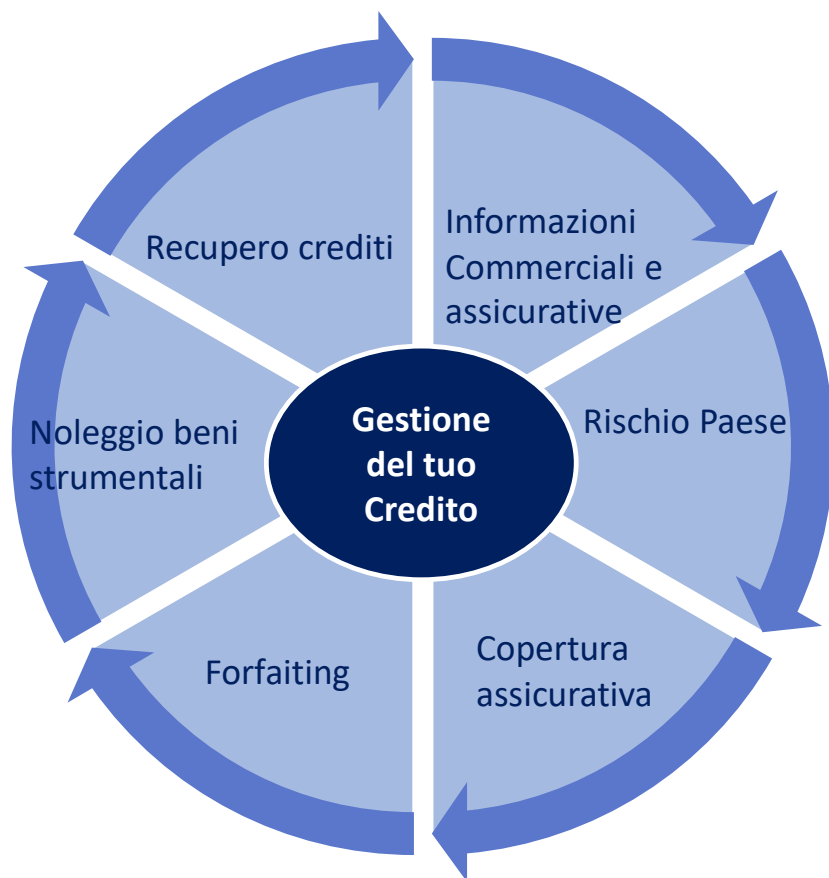 Recupero crediti
Informazioni
Commerciali e
assicurative
Rischio Paese
Copertura
assicurativa
Forfaiting
Noleggio beni
strumentali
Gestione
del tuo
Credito